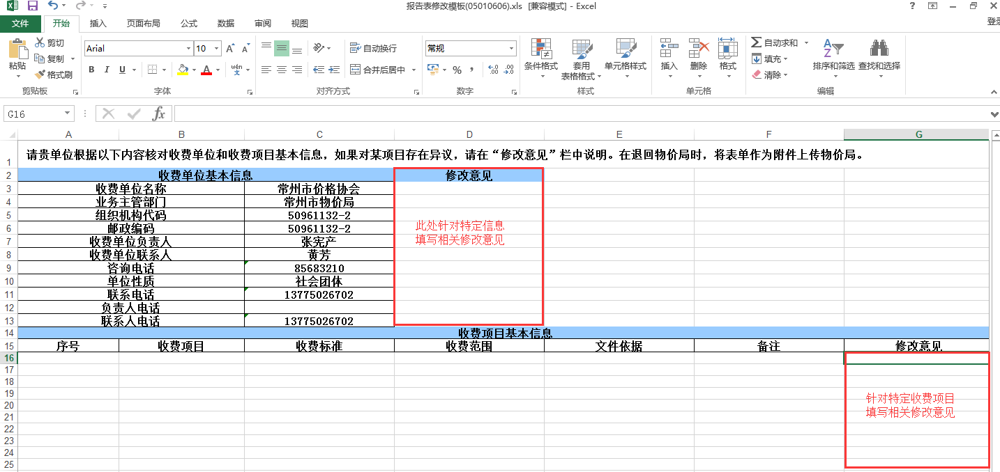 报告表修改模板(05010606).xls [兼容模式] - Excel
文件 开始 插入 页面布局 公式 数据 审阅 视图 登录
粘贴 剪切 复制 格式刷 剪贴板
Arial 10 B I U A wén 文 字体
自动换行 合并后居中 对齐方式
常规 % , .00 .0 数字
条件格式 套用表格格式 单元格样式 样式
插入 删除 格式 单元格
自动求和 填充 清除 排序和筛选 查找和选择 编辑
G16 fx
A B C D E F G
1 请贵单位根据以下内容核对收费单位和收费项目基本信息，如果对某项目存在异议，请在“修改意见”栏中说明。在退回物价局时，将表单作为附件上传物价局。
2 收费单位基本信息 修改意见
3 收费单位名称 常州市价格协会
4 业务主管部门 常州市物价局
5 组织机构代码 50961132-2
6 邮政编码 50961132-2
7 收费单位负责人 张宪产
8 收费单位联系人 黄芳
9 咨询电话 85683210
10 单位性质 社会团体
11 联系电话 13775026702
12 负责人电话
13 联系人电话 13775026702
此处针对特定信息
填写相关修改意见
14 收费项目基本信息
15 序号 收费项目 收费标准 收费范围 文件依据 备注 修改意见
16
17
18
19
20
21
22
23
24
25
针对特定收费项目
填写相关修改意见